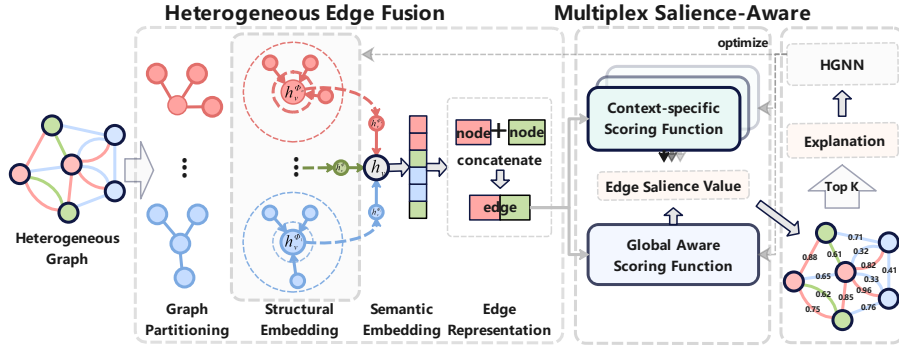 Heterogeneous Edge Fusion
Multiplex Salience-Aware
optimize
HGNN
Explanation
Top K
Context-specific
Scoring Function
Edge Salience Value
Global Aware
Scoring Function
node+node
concatenate
edge
h_v^Φ
h_v
h_v^Φ
Heterogeneous
Graph
Graph
Partitioning
Structural
Embedding
Semantic
Embedding
Edge
Representation
0.71
0.32
0.88
0.61
0.82
0.41
0.65
0.33
0.62
0.96
0.85
0.75
0.76